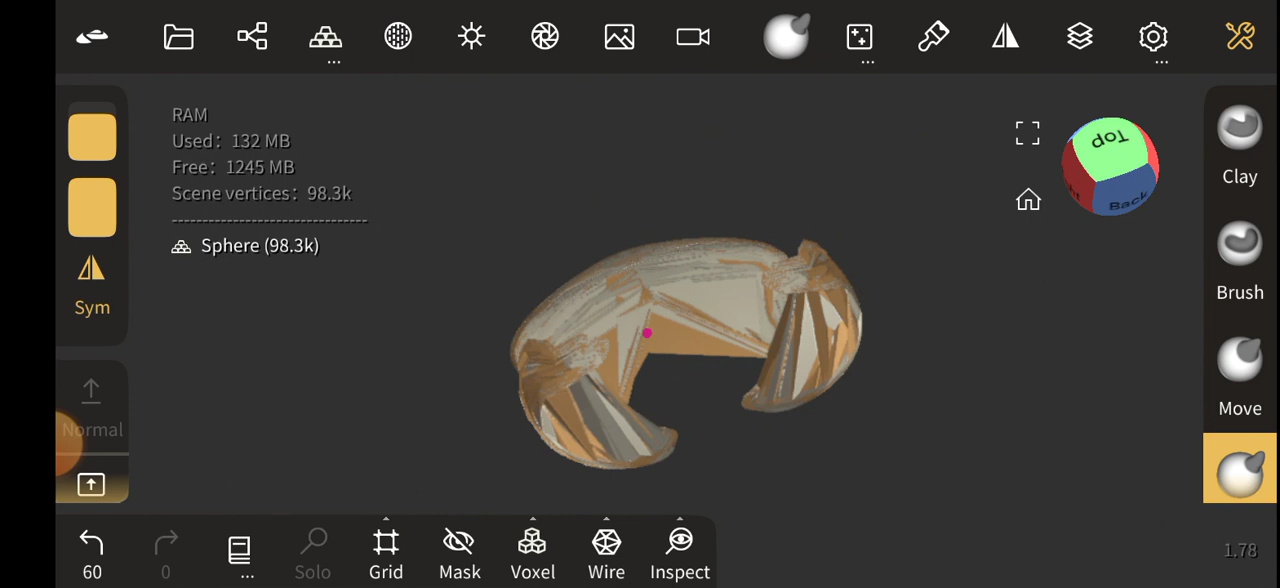 RAM
Used: 132 MB
Free: 1245 MB
Scene vertices: 98.3k
--------------------------------
Sphere (98.3k)
Top
Back
Clay
Brush
Move
Sym
Normal
...
60
0
...
Solo
Grid
Mask
Voxel
Wire
Inspect
1.78